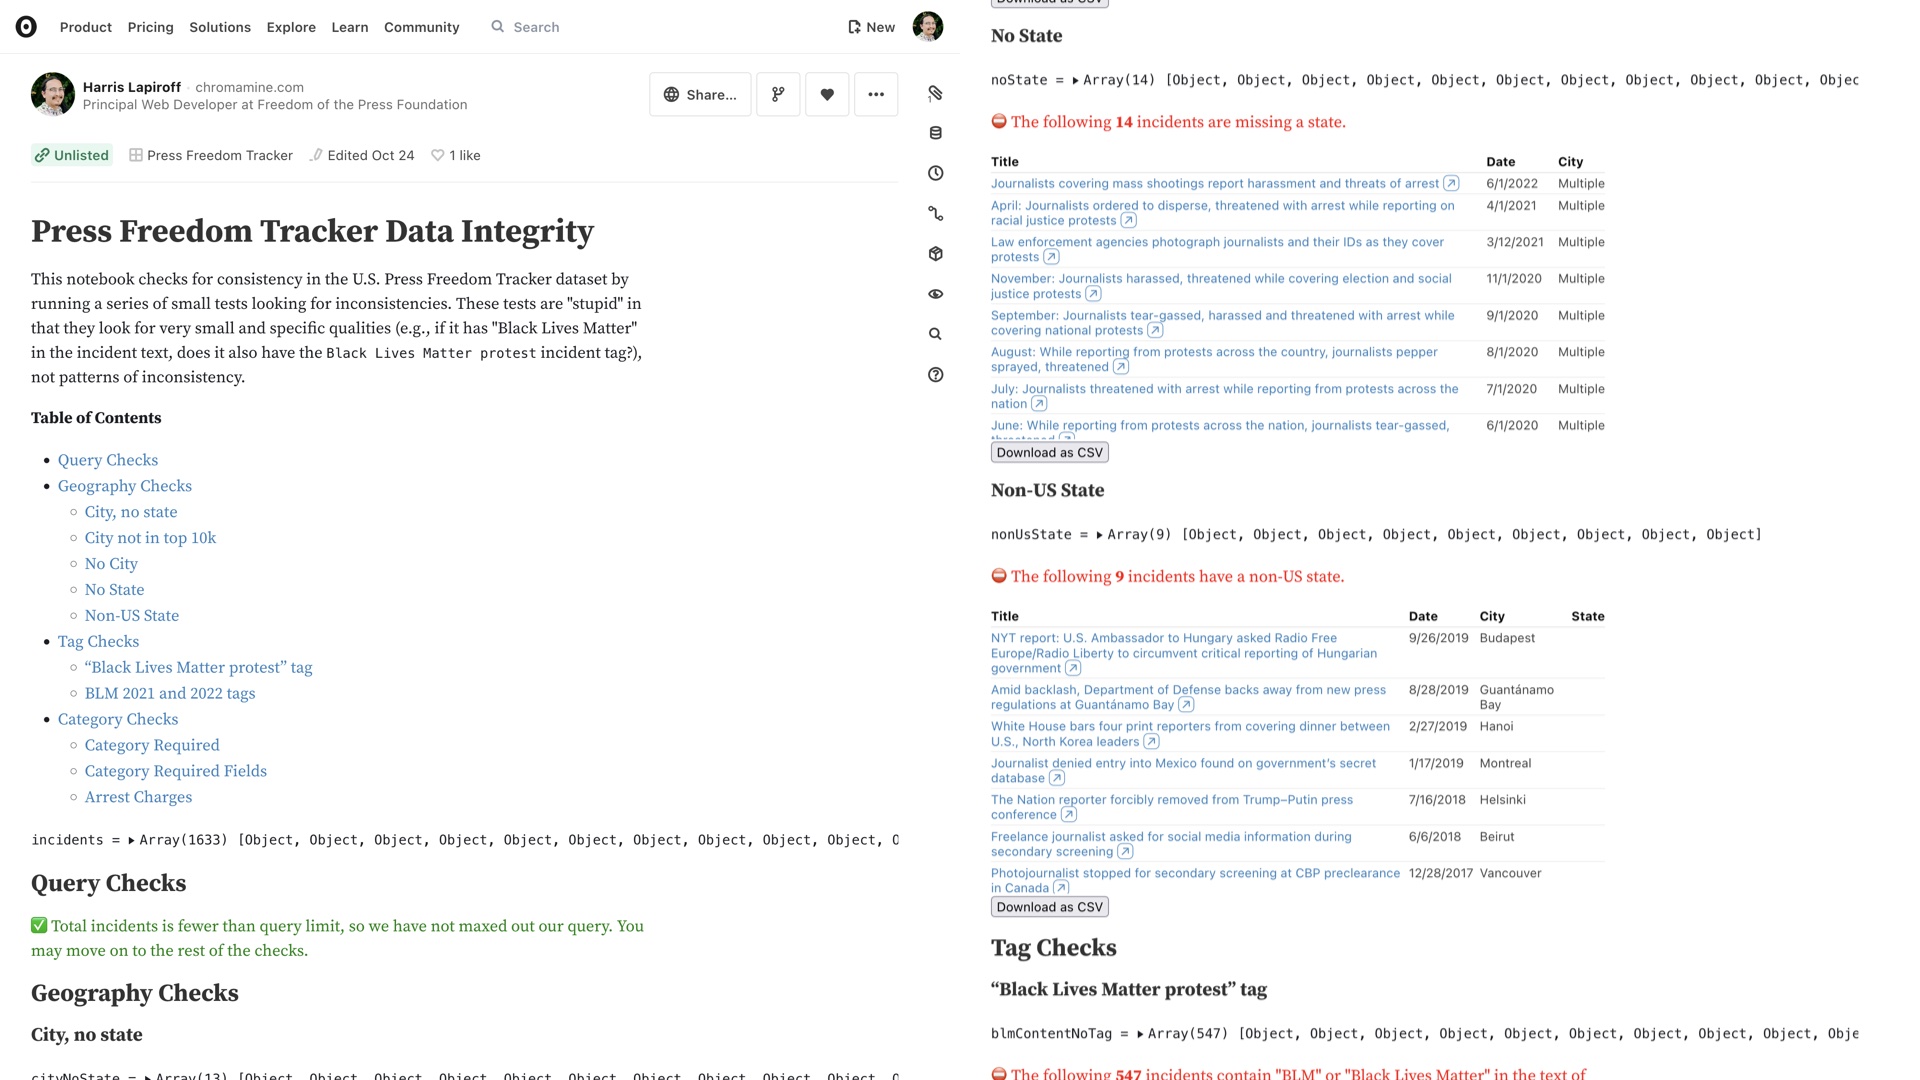 Product Pricing Solutions Explore Learn Community Search New
Harris Lapiroff · chromamine.com
Principal Web Developer at Freedom of the Press Foundation
Share...
Unlisted Press Freedom Tracker Edited Oct 24 1 like
Press Freedom Tracker Data Integrity
This notebook checks for consistency in the U.S. Press Freedom Tracker dataset by
running a series of small tests looking for inconsistencies. These tests are "stupid" in
that they look for very small and specific qualities (e.g., if it has "Black Lives Matter"
in the incident text, does it also have the Black Lives Matter protest incident tag?),
not patterns of inconsistency.
Table of Contents
Query Checks
Geography Checks
City, no state
City not in top 10k
No City
No State
Non-US State
Tag Checks
“Black Lives Matter protest” tag
BLM 2021 and 2022 tags
Category Checks
Category Required
Category Required Fields
Arrest Charges
incidents = ▸Array(1633) [Object, Object, Object, Object, Object, Object, Object, Object, Object, Object, O
Query Checks
✅ Total incidents is fewer than query limit, so we have not maxed out our query. You
may move on to the rest of the checks.
Geography Checks
City, no state
cityNoState = ▸Array(13) [Object, Object, Object, Object, Object, Object, Object, Object, Object, Object, O
Download as CSV
No State
noState = ▸Array(14) [Object, Object, Object, Object, Object, Object, Object, Object, Object, Object, Objec
⛔ The following 14 incidents are missing a state.
Title Date City
Journalists covering mass shootings report harassment and threats of arrest 6/1/2022 Multiple
April: Journalists ordered to disperse, threatened with arrest while reporting on 4/1/2021 Multiple
racial justice protests
Law enforcement agencies photograph journalists and their IDs as they cover 3/12/2021 Multiple
protests
November: Journalists harassed, threatened while covering election and social 11/1/2020 Multiple
justice protests
September: Journalists tear-gassed, harassed and threatened with arrest while 9/1/2020 Multiple
covering national protests
August: While reporting from protests across the country, journalists pepper 8/1/2020 Multiple
sprayed, threatened
July: Journalists threatened with arrest while reporting from protests across the 7/1/2020 Multiple
nation
June: While reporting from protests across the nation, journalists tear-gassed, 6/1/2020 Multiple
threatened
Download as CSV
Non-US State
nonUsState = ▸Array(9) [Object, Object, Object, Object, Object, Object, Object, Object, Object]
⛔ The following 9 incidents have a non-US state.
Title Date City State
NYT report: U.S. Ambassador to Hungary asked Radio Free 9/26/2019 Budapest
Europe/Radio Liberty to circumvent critical reporting of Hungarian
government
Amid backlash, Department of Defense backs away from new press 8/28/2019 Guantánamo
regulations at Guantánamo Bay Bay
White House bars four print reporters from covering dinner between 2/27/2019 Hanoi
U.S., North Korea leaders
Journalist denied entry into Mexico found on government’s secret 1/17/2019 Montreal
database
The Nation reporter forcibly removed from Trump–Putin press 7/16/2018 Helsinki
conference
Freelance journalist asked for social media information during 6/6/2018 Beirut
secondary screening
Photojournalist stopped for secondary screening at CBP preclearance 12/28/2017 Vancouver
in Canada
Download as CSV
Tag Checks
“Black Lives Matter protest” tag
blmContentNoTag = ▸Array(547) [Object, Object, Object, Object, Object, Object, Object, Object, Object, Obje
⛔ The following 547 incidents contain "BLM" or "Black Lives Matter" in the text of